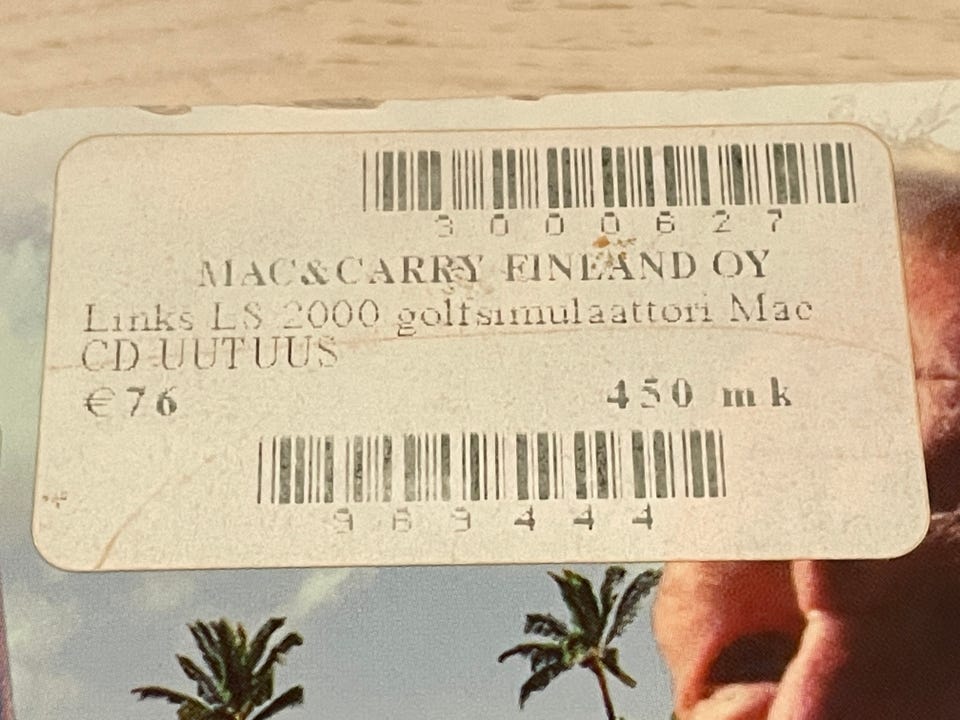 3000627
MAC&CARRY FINLAND OY
Links LS 2000 golfsimulaattori Mac
CD UUTUUS
€76 450 mk
969444